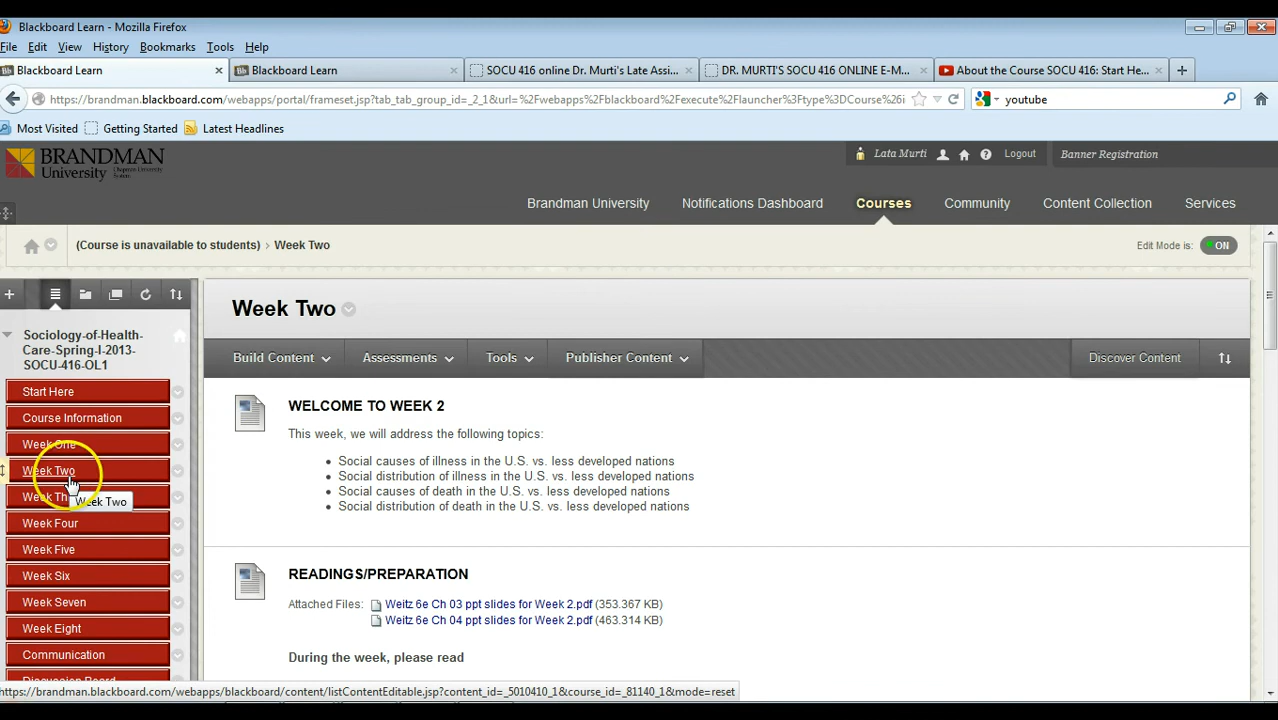 Blackboard Learn - Mozilla Firefox
File Edit View History Bookmarks Tools Help
Blackboard Learn × Blackboard Learn × SOCU 416 online Dr. Murti's Late Assi... × DR. MURTI'S SOCU 416 ONLINE E-M... × About the Course SOCU 416: Start He... × +
https://brandman.blackboard.com/webapps/portal/frameset.jsp?tab_tab_group_id=_2_1&url=%2Fwebapps%2Fblackboard%2Fexecute%2Flauncher%3Ftype%3DCourse%26i youtube
Most Visited Getting Started Latest Headlines
BRANDMAN
University Chapman University System
Lata Murti Logout Banner Registration
Brandman University Notifications Dashboard Courses Community Content Collection Services
(Course is unavailable to students) > Week Two Edit Mode is: ON
Sociology-of-Health-
Care-Spring-I-2013-
SOCU-416-OL1
Start Here
Course Information
Week One
Week Two
Week Th
Week Two
Week Four
Week Five
Week Six
Week Seven
Week Eight
Communication
Discussion Board
Week Two
Build Content Assessments Tools Publisher Content Discover Content
WELCOME TO WEEK 2
This week, we will address the following topics:
Social causes of illness in the U.S. vs. less developed nations
Social distribution of illness in the U.S. vs. less developed nations
Social causes of death in the U.S. vs. less developed nations
Social distribution of death in the U.S. vs. less developed nations
READINGS/PREPARATION
Attached Files: Weitz 6e Ch 03 ppt slides for Week 2.pdf (353.367 KB)
Weitz 6e Ch 04 ppt slides for Week 2.pdf (463.314 KB)
During the week, please read
https://brandman.blackboard.com/webapps/blackboard/content/listContentEditable.jsp?content_id=_5010410_1&course_id=_81140_1&mode=reset